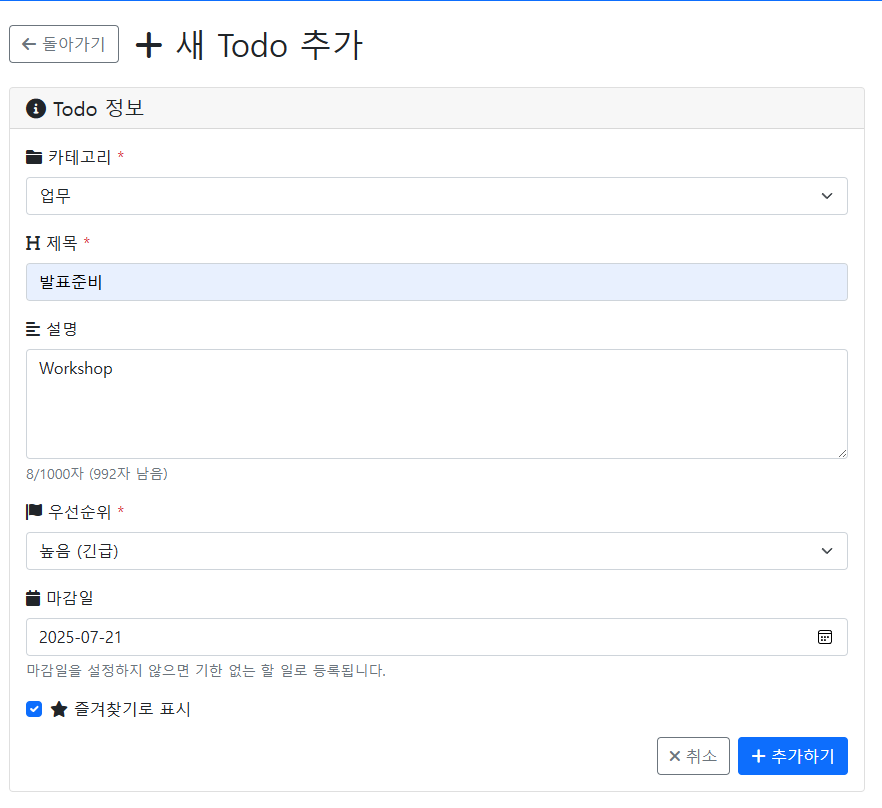 돌아가기 새 Todo 추가
Todo 정보
카테고리 *
업무
제목 *
발표준비
설명
Workshop
8/1000자 (992자 남음)
우선순위 *
높음 (긴급)
마감일
2025-07-21
마감일을 설정하지 않으면 기한 없는 할 일로 등록됩니다.
즐겨찾기로 표시
취소 추가하기